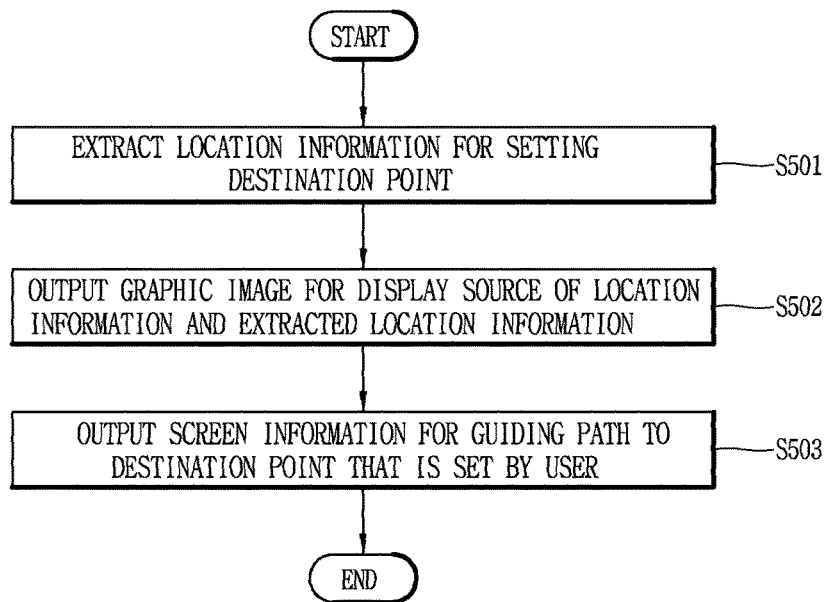 START
EXTRACT LOCATION INFORMATION FOR SETTING
DESTINATION POINT
S501
OUTPUT GRAPHIC IMAGE FOR DISPLAY SOURCE OF LOCATION
INFORMATION AND EXTRACTED LOCATION INFORMATION
S502
OUTPUT SCREEN INFORMATION FOR GUIDING PATH TO
DESTINATION POINT THAT IS SET BY USER
S503
END